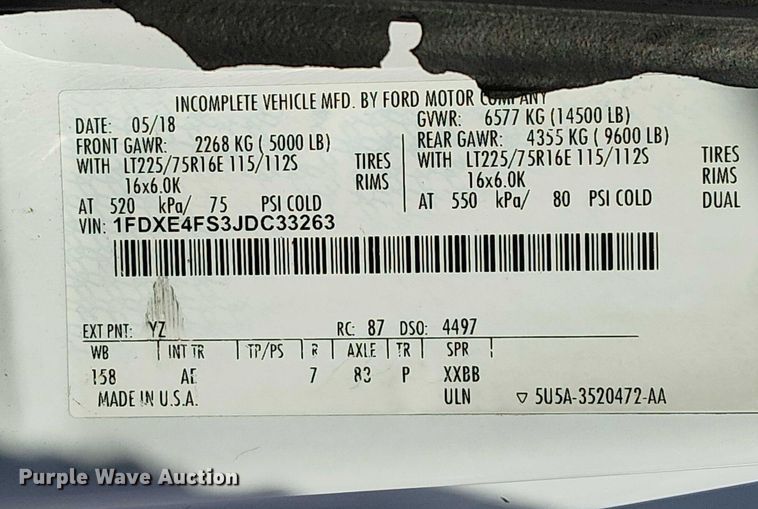 INCOMPLETE VEHICLE MFD. BY FORD MOTOR COMPANY
DATE: 05/18 GVWR: 6577 KG (14500 LB)
FRONT GAWR: 2268 KG ( 5000 LB) REAR GAWR: 4355 KG ( 9600 LB)
WITH LT225/75R16E 115/112S TIRES WITH LT225/75R16E 115/112S TIRES
16x6.0K RIMS 16x6.0K RIMS
AT 520 kPa/ 75 PSI COLD AT 550 kPa/ 80 PSI COLD DUAL
VIN: 1FDXE4FS3JDC33263
EXT PNT: YZ RC: 87 DSO: 4497
WB INT TR TP/PS R AXLE TR SPR
158 AE 7 83 P XXBB
MADE IN U.S.A. ULN ▽ 5U5A-3520472-AA
Purple Wave Auction